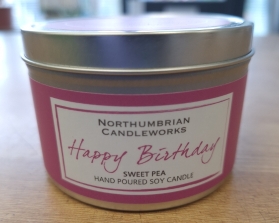 NORTHUMBRIAN
CANDLEWORKS
Happy Birthday
SWEET PEA
HAND POURED SOY CANDLE